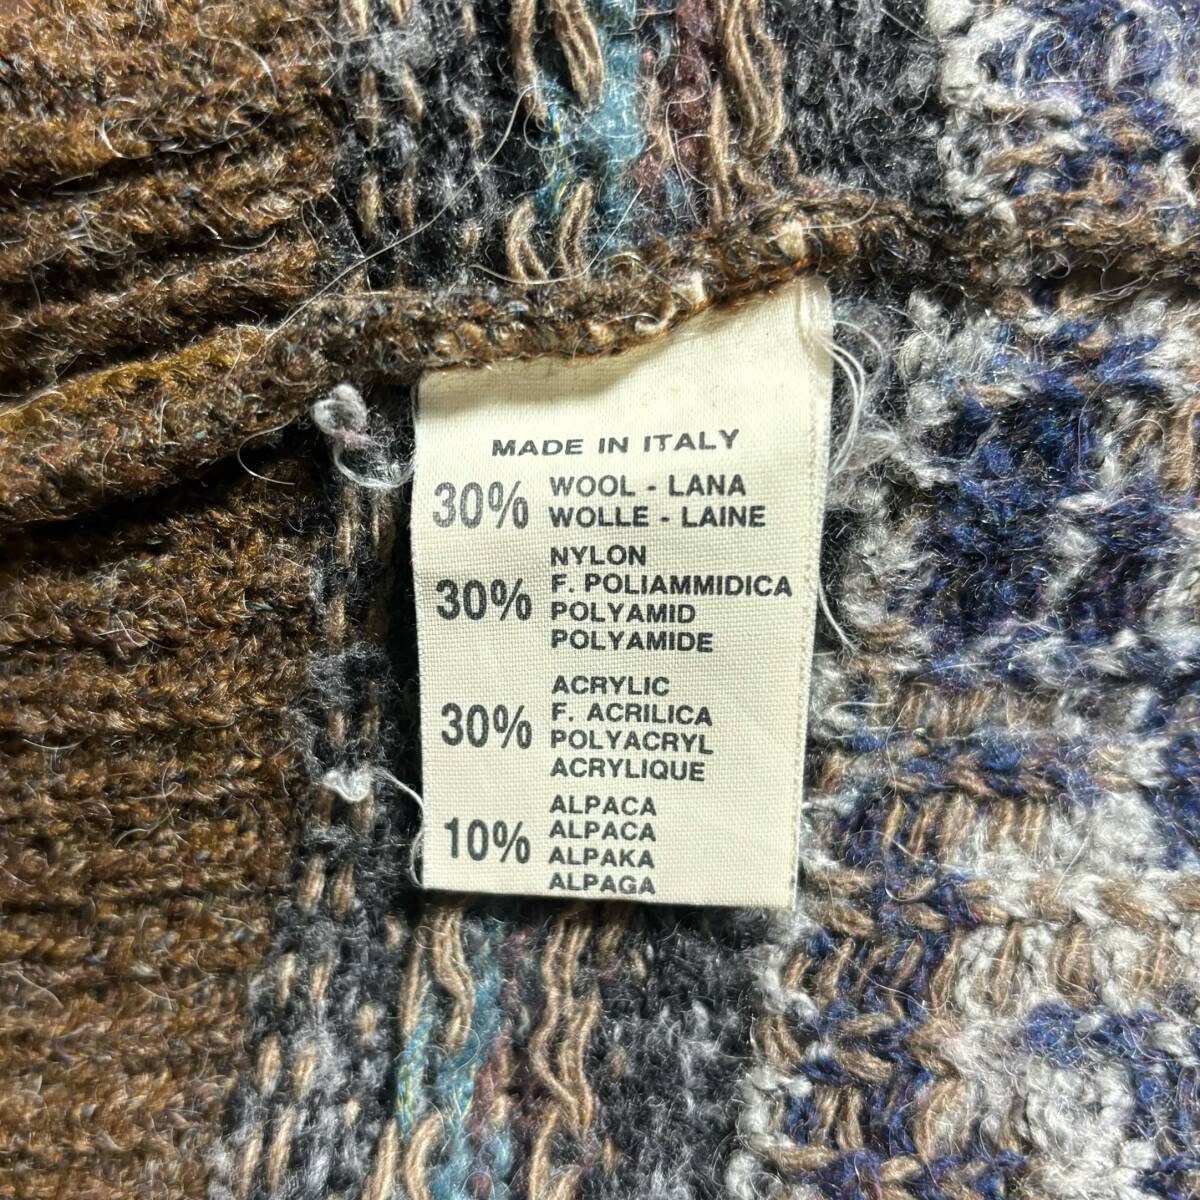 MADE IN ITALY
30% WOOL - LANA
WOLLE - LAINE
NYLON
30% F. POLIAMMIDICA
POLYAMID
POLYAMIDE
ACRYLIC
30% F. ACRILICA
POLYACRYL
ACRYLIQUE
ALPACA
10% ALPACA
ALPAKA
ALPAGA